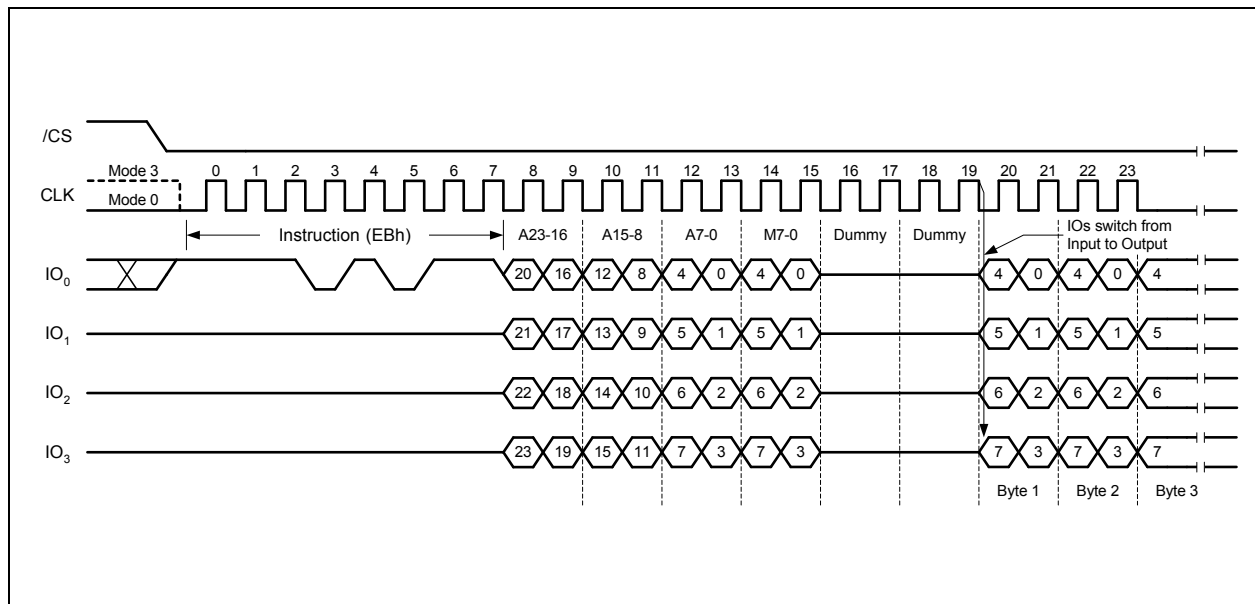 /CS
Mode 3 0 1 2 3 4 5 6 7 8 9 10 11 12 13 14 15 16 17 18 19 20 21 22 23
CLK
Mode 0
Instruction (EBh) A23-16 A15-8 A7-0 M7-0 Dummy Dummy
IOs switch from
Input to Output
IO0 20 16 12 8 4 0 4 0 4 0 4 0 4
IO1 21 17 13 9 5 1 5 1 5 1 5 1 5
IO2 22 18 14 10 6 2 6 2 6 2 6 2 6
IO3 23 19 15 11 7 3 7 3 7 3 7 3 7
Byte 1 Byte 2 Byte 3